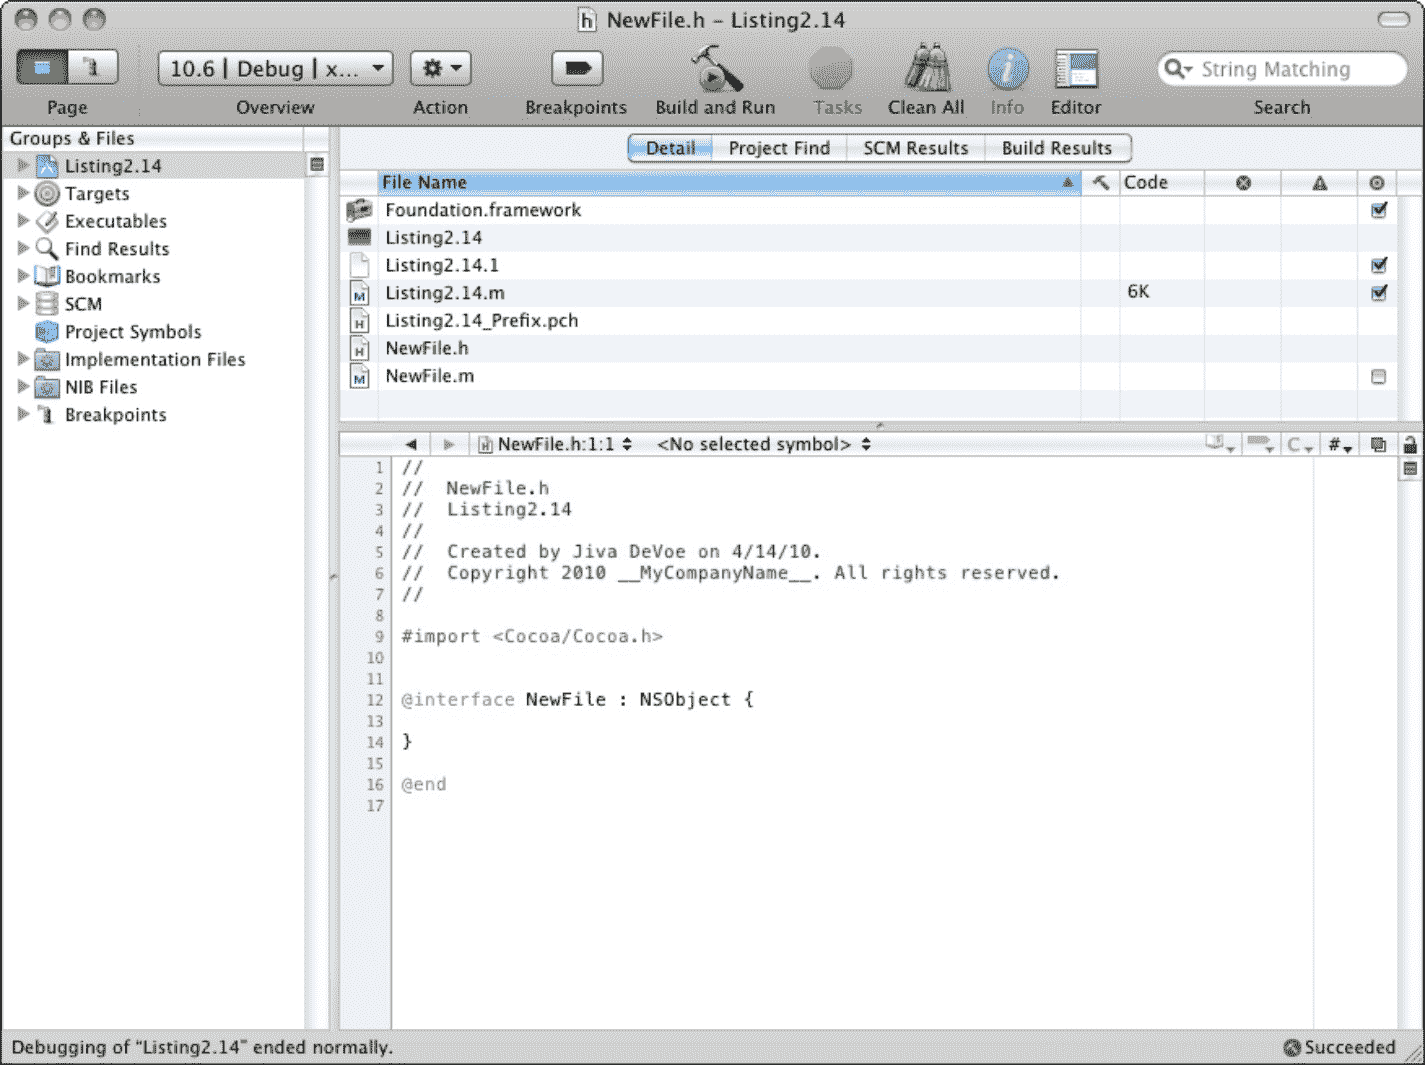 NewFile.h – Listing2.14
10.6 | Debug | x...
String Matching
Page Overview Action Breakpoints Build and Run Tasks Clean All Info Editor Search
Groups & Files
Listing2.14
Targets
Executables
Find Results
Bookmarks
SCM
Project Symbols
Implementation Files
NIB Files
Breakpoints
Detail Project Find SCM Results Build Results
File Name Code
Foundation.framework
Listing2.14
Listing2.14.1
Listing2.14.m 6K
Listing2.14_Prefix.pch
NewFile.h
NewFile.m
NewFile.h:1:1 <No selected symbol> C #
1 //
2 //  NewFile.h
3 //  Listing2.14
4 //
5 //  Created by Jiva DeVoe on 4/14/10.
6 //  Copyright 2010 __MyCompanyName__. All rights reserved.
7 //
8
9 #import <Cocoa/Cocoa.h>
10
11
12 @interface NewFile : NSObject {
13
14 }
15
16 @end
17
Debugging of “Listing2.14” ended normally. Succeeded